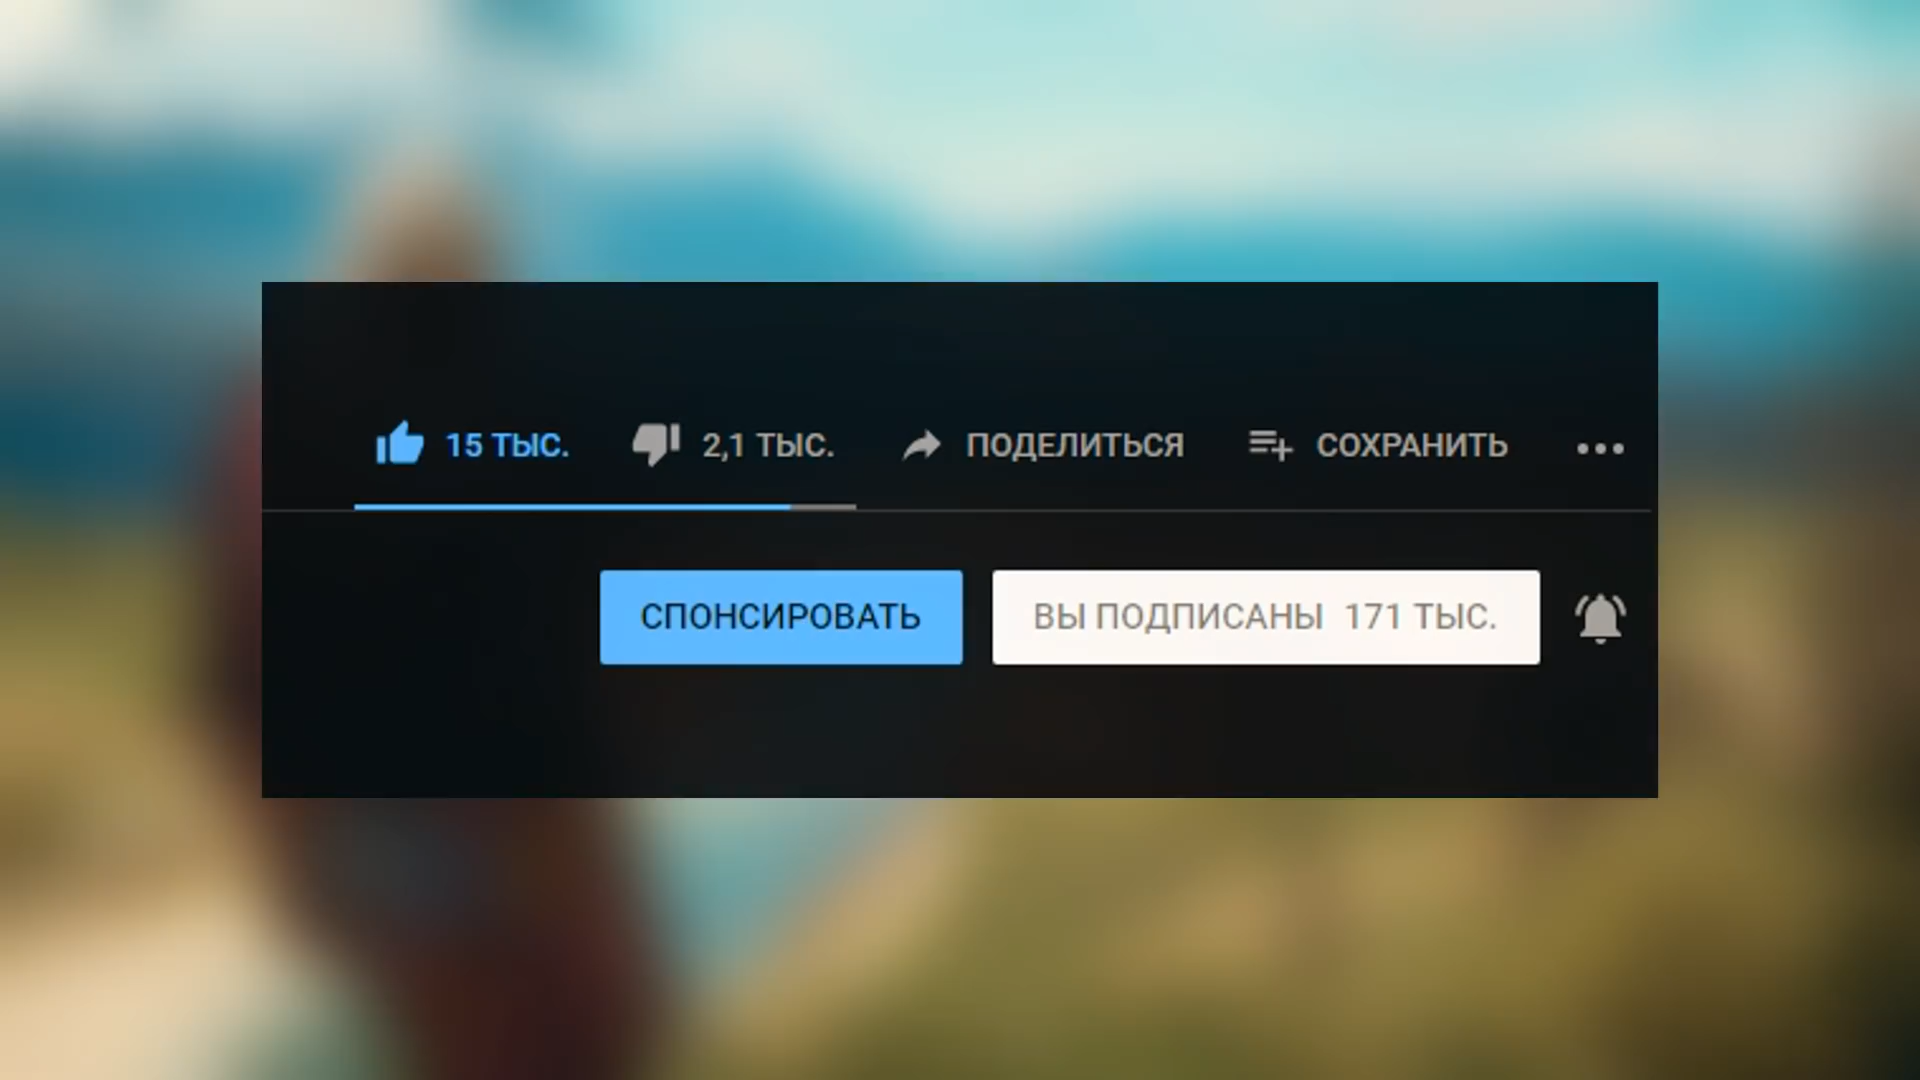 15 ТЫС. 2,1 ТЫС. ПОДЕЛИТЬСЯ СОХРАНИТЬ
СПОНСИРОВАТЬ ВЫ ПОДПИСАНЫ 171 ТЫС.